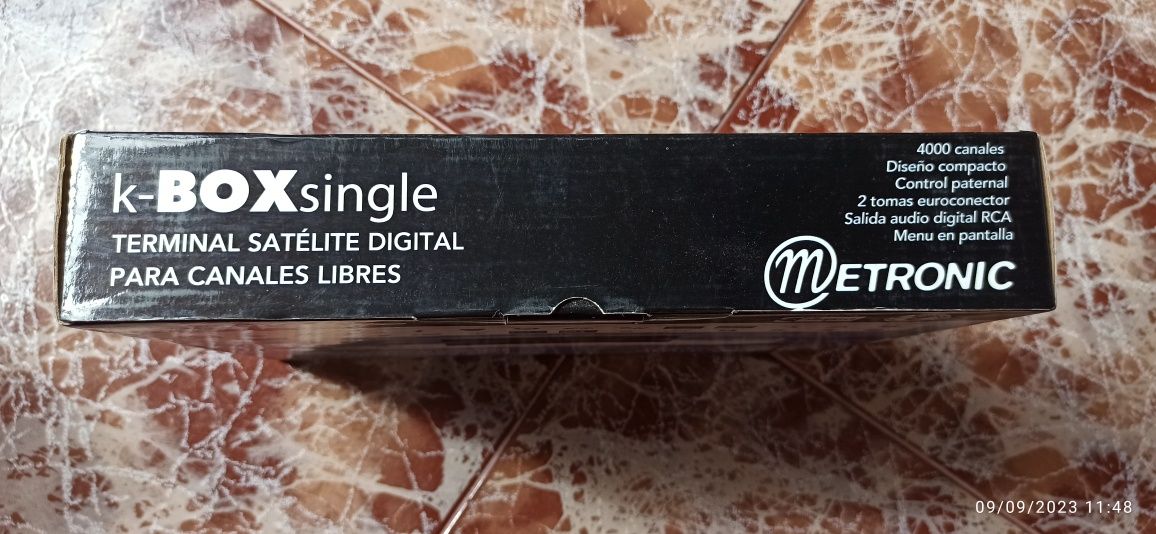 k-BOXsingle
TERMINAL SATÉLITE DIGITAL
PARA CANALES LIBRES
4000 canales
Diseño compacto
Control paternal
2 tomas euroconector
Salida audio digital RCA
Menu en pantalla
METRONIC
09/09/2023 11:48